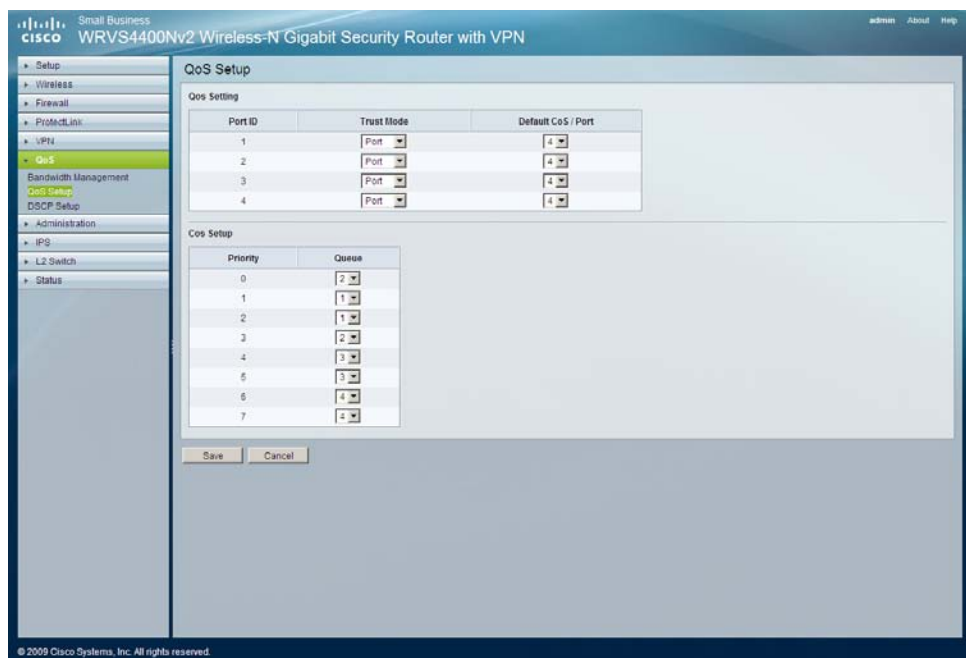 Small Business
CISCO WRVS4400Nv2 Wireless-N Gigabit Security Router with VPN
admin About Help
Setup
Wireless
Firewall
ProtectLink
VPN
QoS
Bandwidth Management
QoS Setup
DSCP Setup
Administration
IPS
L2 Switch
Status
QoS Setup
Qos Setting
Port ID Trust Mode Default CoS / Port
1 Port 4
2 Port 4
3 Port 4
4 Port 4
Cos Setup
Priority Queue
0 2
1 1
2 1
3 2
4 3
5 3
6 4
7 4
Save Cancel
© 2009 Cisco Systems, Inc. All rights reserved.